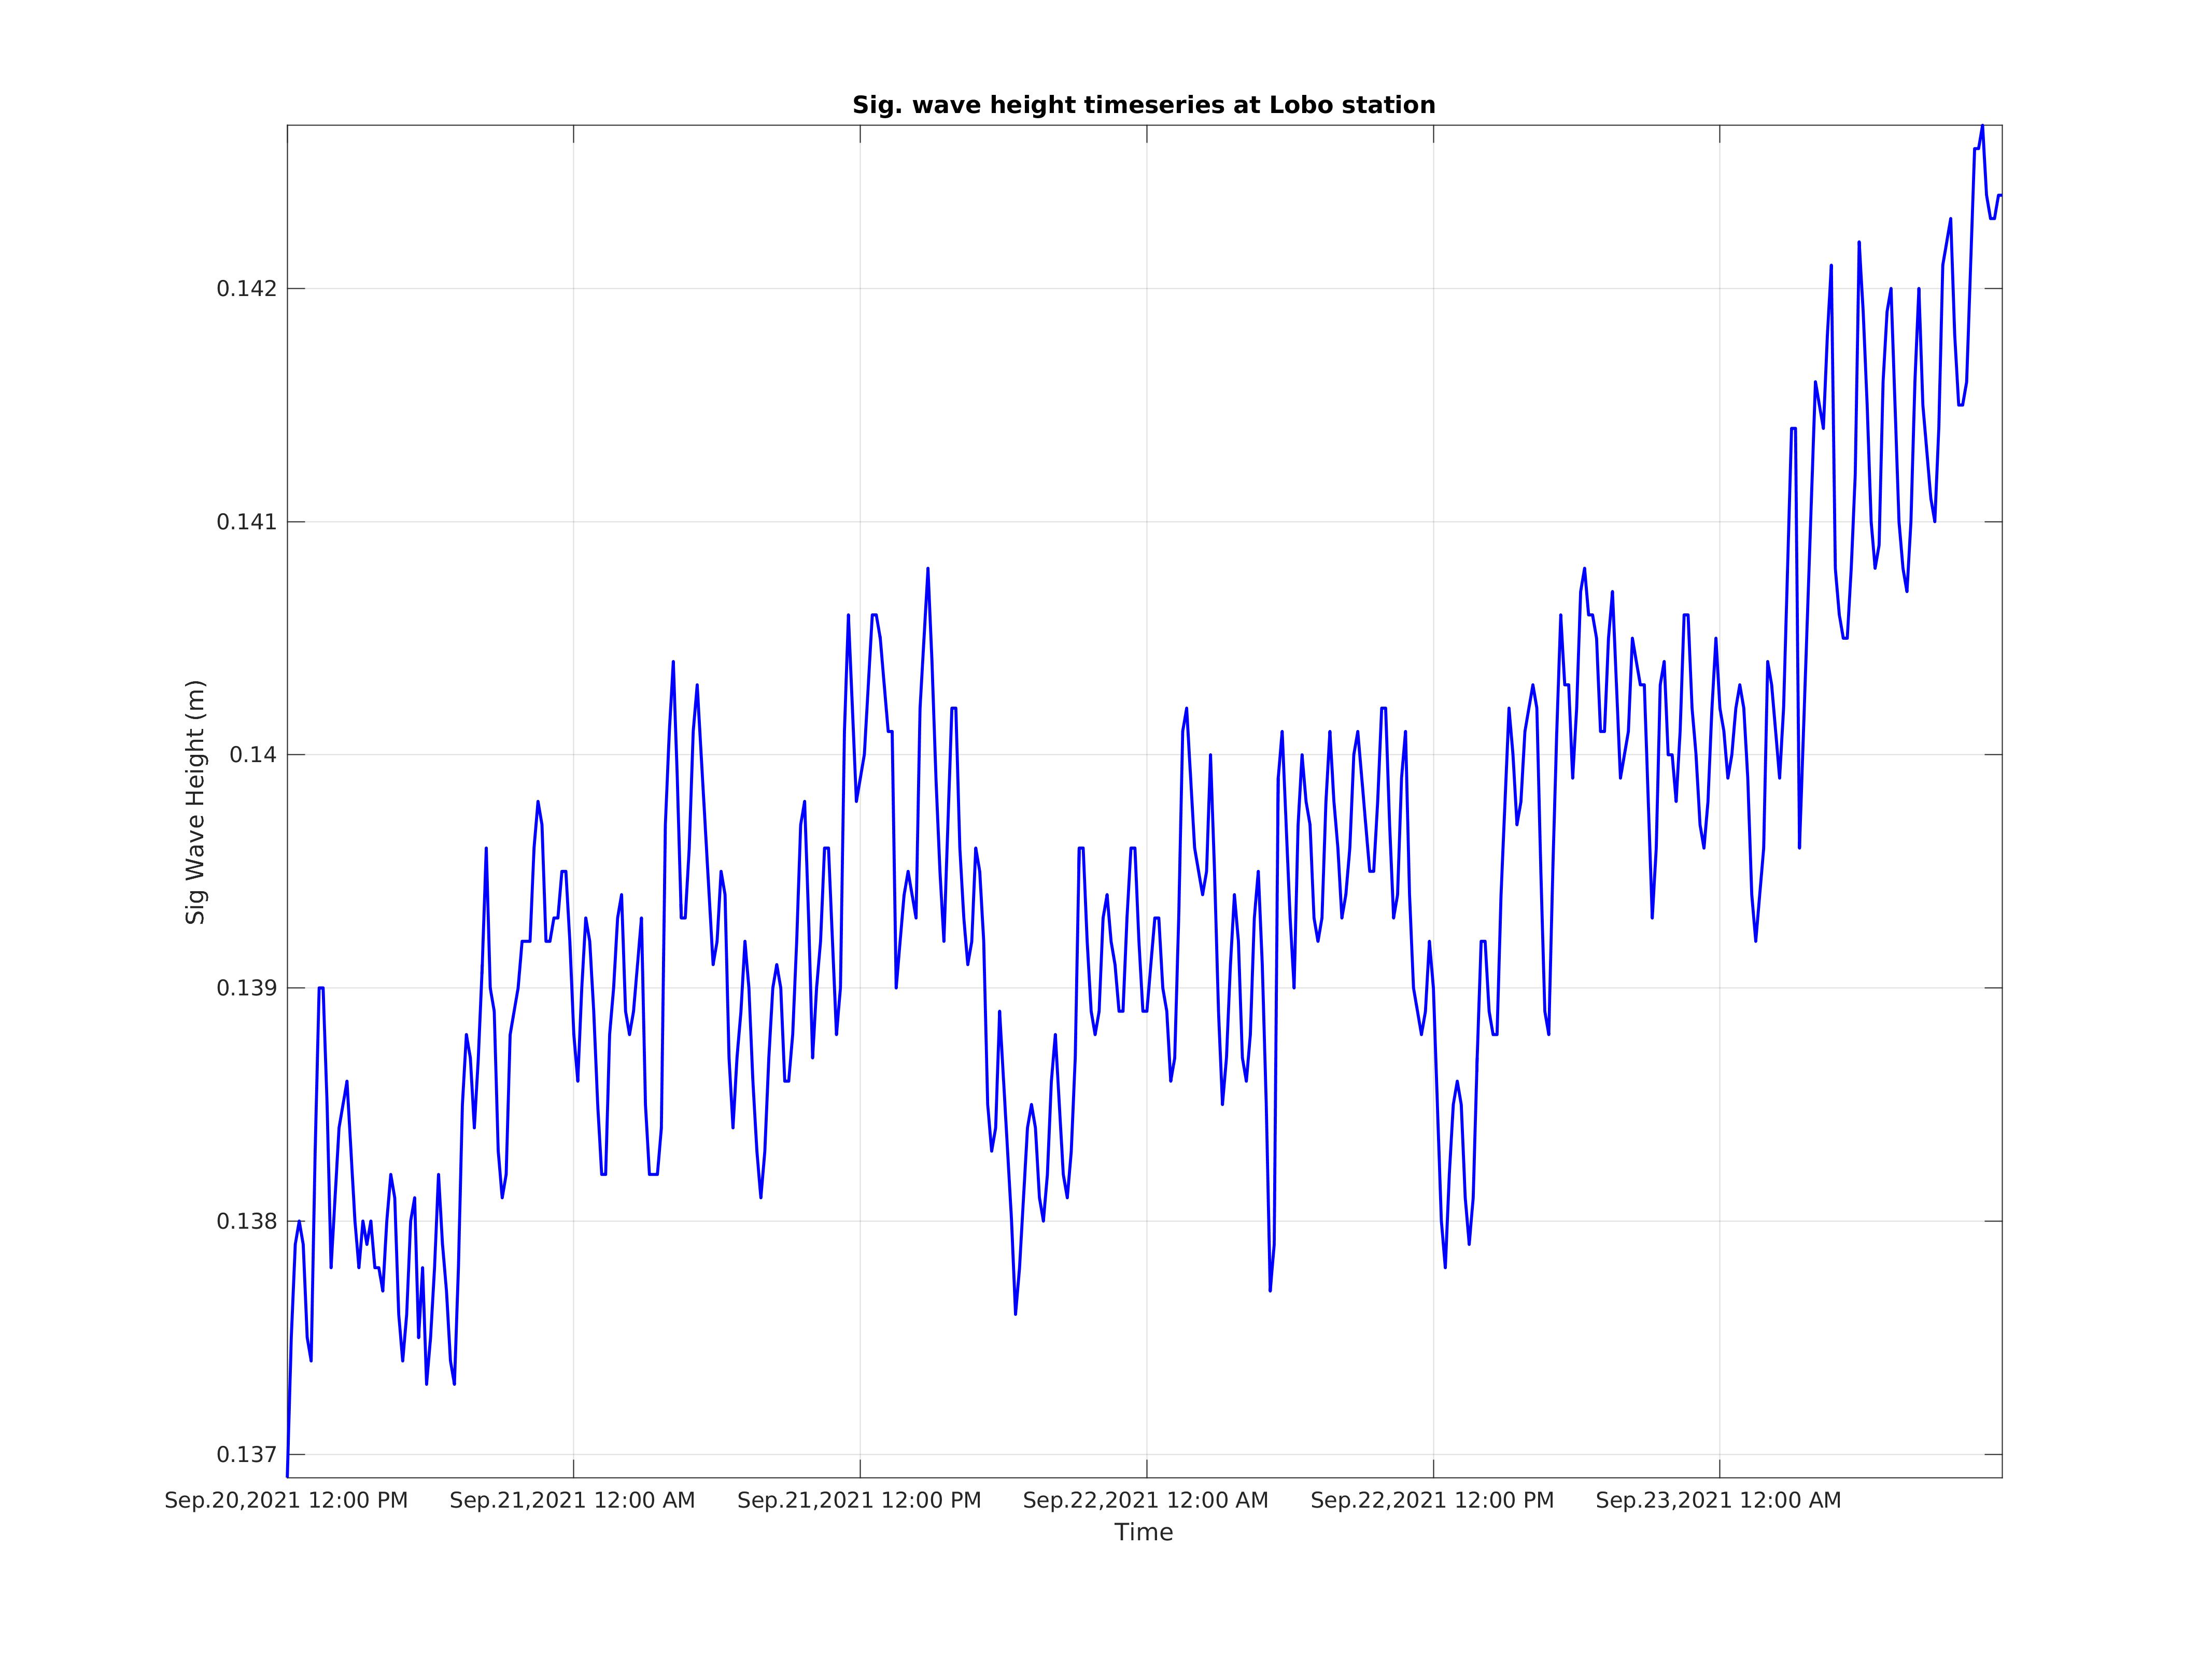 Sig. wave height timeseries at Lobo station
Sig Wave Height (m)
0.142
0.141
0.14
0.139
0.138
0.137
Sep.20,2021 12:00 PM
Sep.21,2021 12:00 AM
Sep.21,2021 12:00 PM
Sep.22,2021 12:00 AM
Sep.22,2021 12:00 PM
Sep.23,2021 12:00 AM
Time